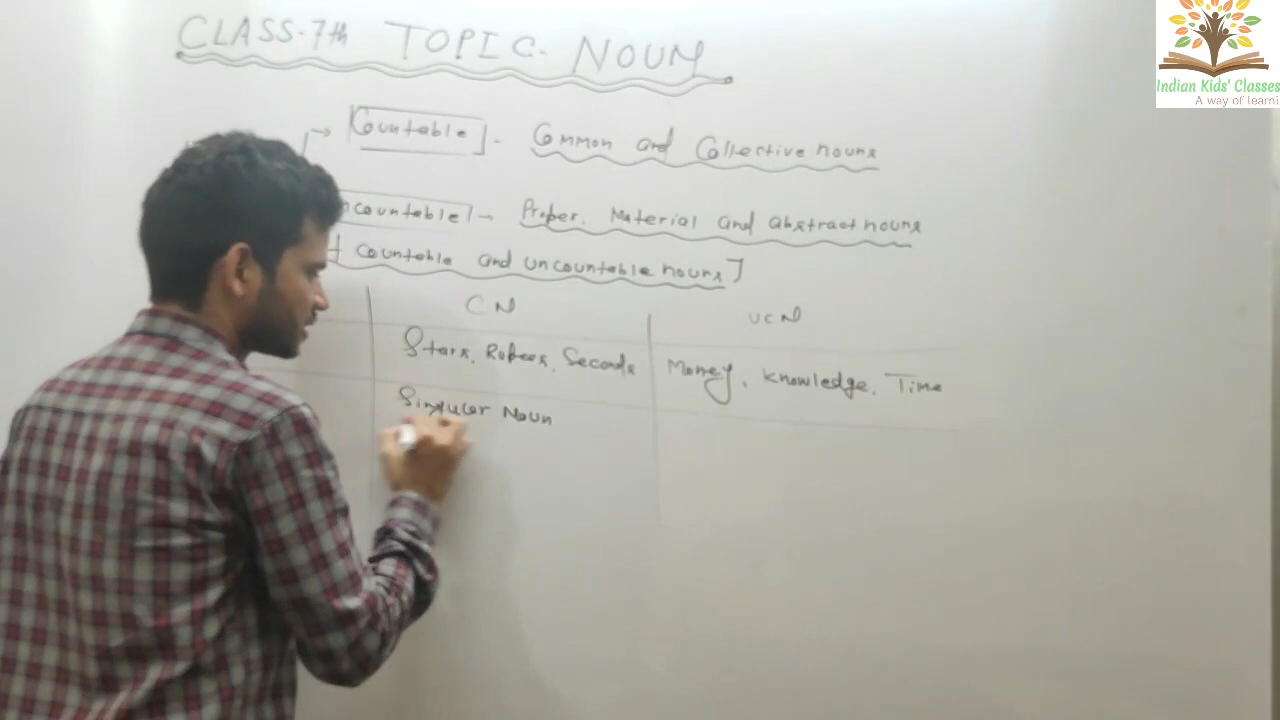 CLASS-7th TOPIC- NOUN
Countable - Common and Collective nouns
ncountable - Proper, Material and abstract nouns
countable and uncountable nouns]
CN UCN
Stars, Rupees, Seconds Money, knowledge, Time
Singular Noun
Indian Kids' Classes
A way of learni